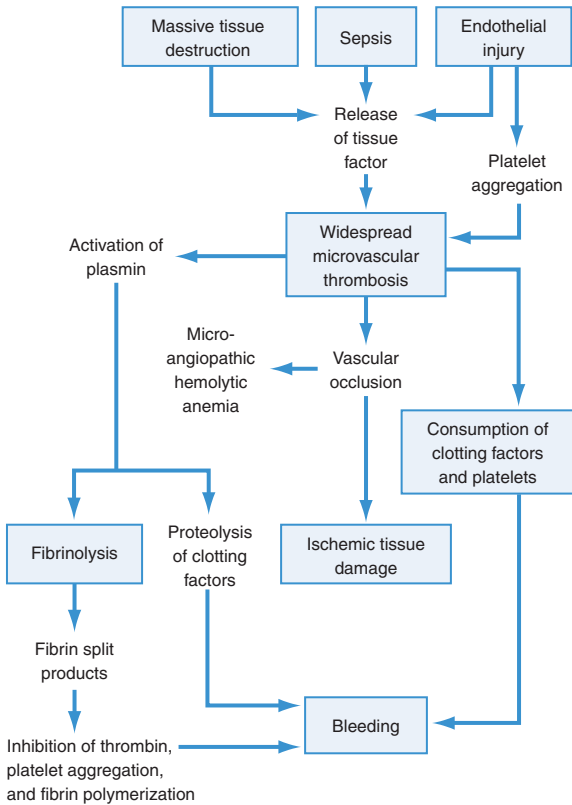 Massive tissue
destruction
Sepsis
Endothelial
injury
Release
of tissue
factor
Platelet
aggregation
Widespread
microvascular
thrombosis
Activation of
plasmin
Micro-
angiopathic
hemolytic
anemia
Vascular
occlusion
Consumption of
clotting factors
and platelets
Fibrinolysis
Proteolysis
of clotting
factors
Ischemic tissue
damage
Fibrin split
products
Bleeding
Inhibition of thrombin,
platelet aggregation,
and fibrin polymerization